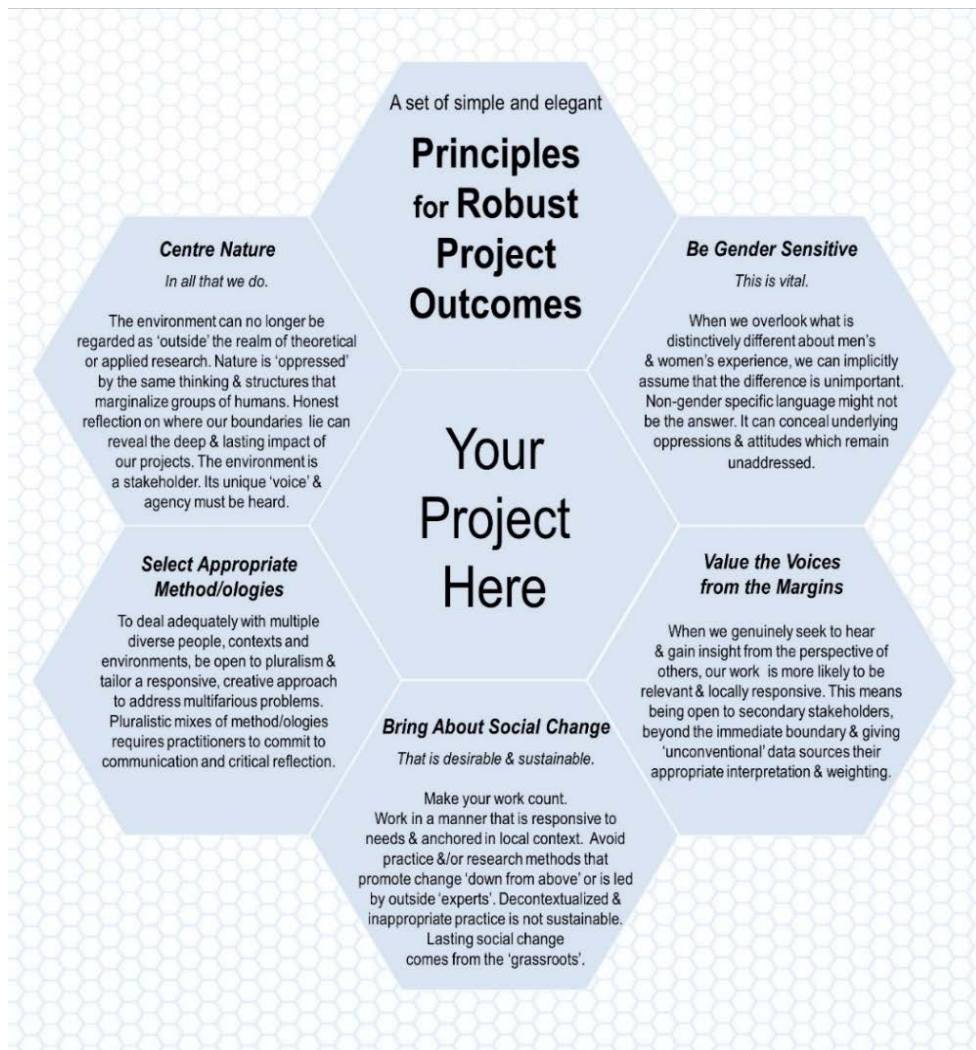 A set of simple and elegant
Principles
for Robust
Project
Outcomes
Centre Nature
In all that we do.
The environment can no longer be
regarded as ‘outside’ the realm of theoretical
or applied research. Nature is ‘oppressed’
by the same thinking & structures that
marginalize groups of humans. Honest
reflection on where our boundaries lie can
reveal the deep & lasting impact of
our projects. The environment is
a stakeholder. Its unique ‘voice’ &
agency must be heard.
Be Gender Sensitive
This is vital.
When we overlook what is
distinctively different about men’s
& women’s experience, we can implicitly
assume that the difference is unimportant.
Non-gender specific language might not
be the answer. It can conceal underlying
oppressions & attitudes which remain
unaddressed.
Your
Project
Here
Select Appropriate
Method/ologies
To deal adequately with multiple
diverse people, contexts and
environments, be open to pluralism &
tailor a responsive, creative approach
to address multifarious problems.
Pluralistic mixes of method/ologies
requires practitioners to commit to
communication and critical reflection.
Value the Voices
from the Margins
When we genuinely seek to hear
& gain insight from the perspective of
others, our work is more likely to be
relevant & locally responsive. This means
being open to secondary stakeholders,
beyond the immediate boundary & giving
‘unconventional’ data sources their
appropriate interpretation & weighting.
Bring About Social Change
That is desirable & sustainable.
Make your work count.
Work in a manner that is responsive to
needs & anchored in local context. Avoid
practice &/or research methods that
promote change ‘down from above’ or is led
by outside ‘experts’. Decontextualized &
inappropriate practice is not sustainable.
Lasting social change
comes from the ‘grassroots’.